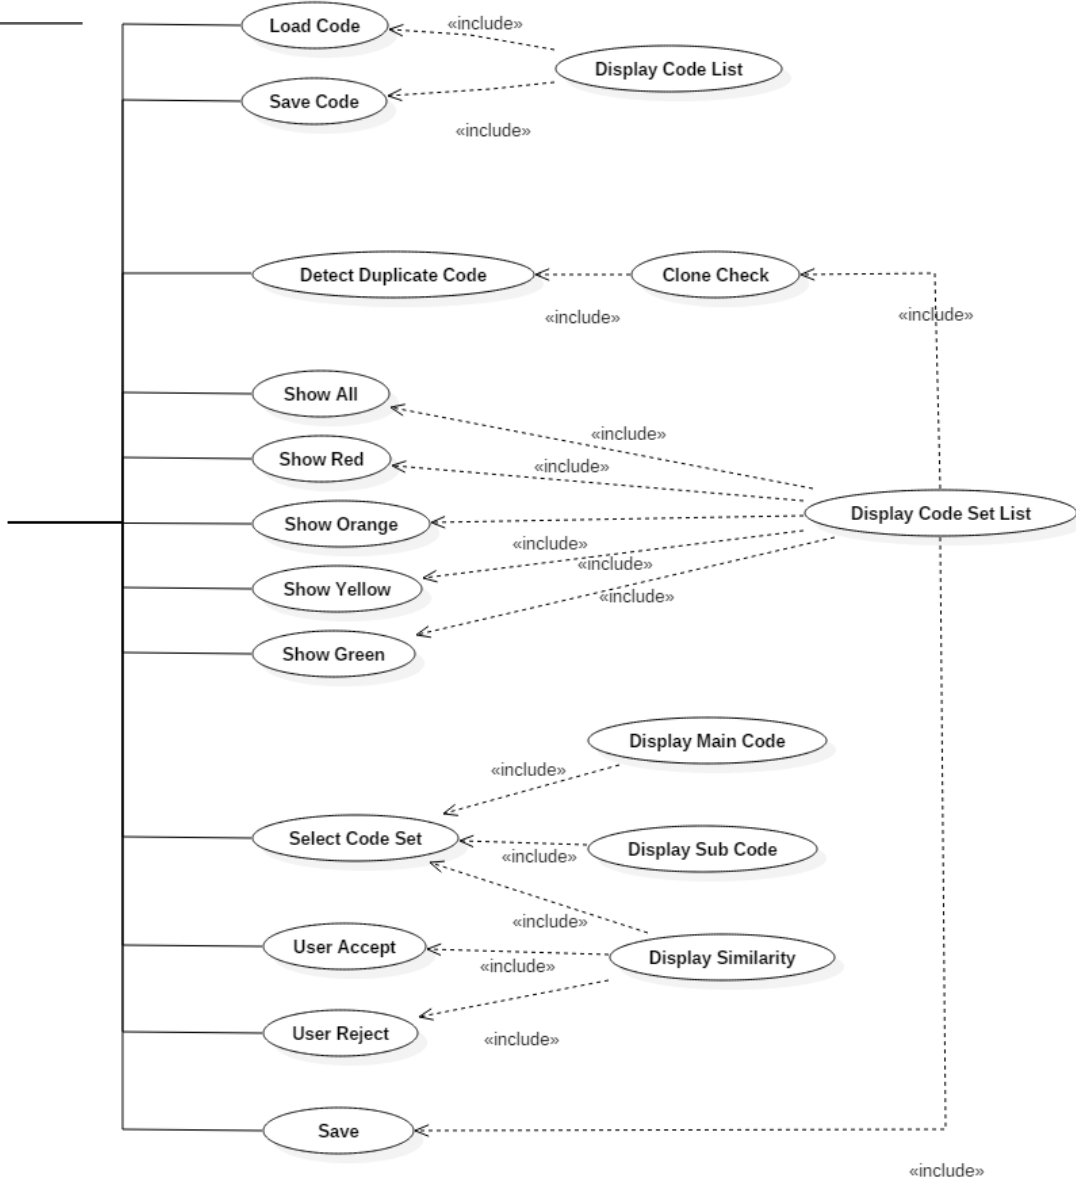 Load Code
«include»
Display Code List
Save Code
«include»
Detect Duplicate Code
Clone Check
«include»
«include»
Show All
«include»
Show Red
«include»
Display Code Set List
Show Orange
«include»
«include»
Show Yellow
«include»
Show Green
Display Main Code
«include»
Select Code Set
Display Sub Code
«include»
«include»
User Accept
Display Similarity
«include»
User Reject
«include»
Save
«include»